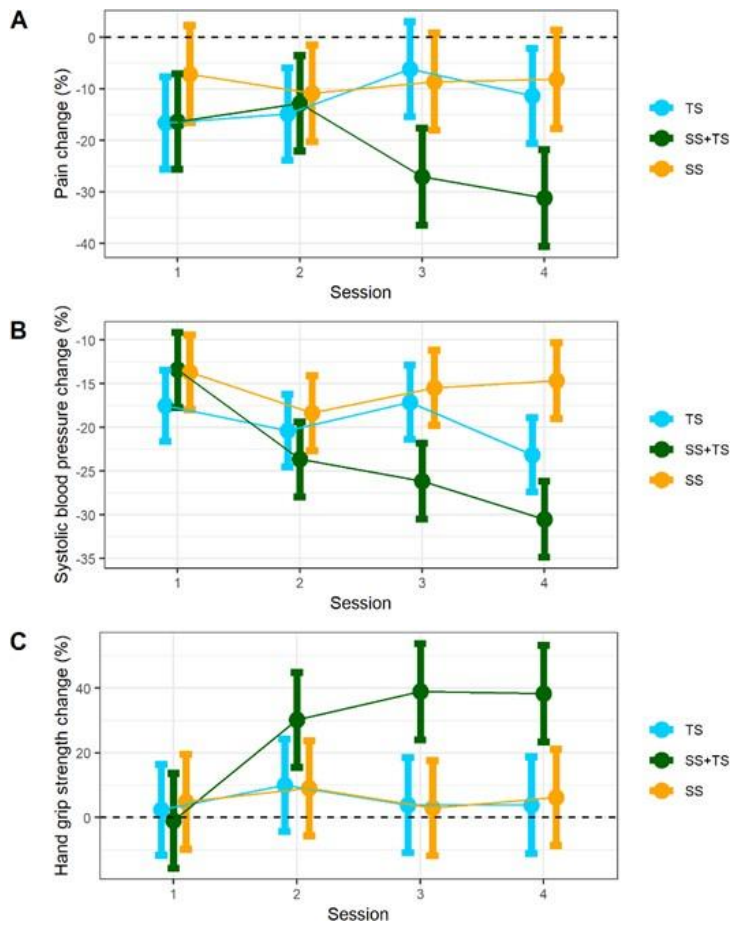 A
Pain change (%)
0
-10
-20
-30
-40
1 2 3 4
Session
TS
SS+TS
SS
B
Systolic blood pressure change (%)
-10
-15
-20
-25
-30
-35
1 2 3 4
Session
TS
SS+TS
SS
C
Hand grip strength change (%)
40
20
0
1 2 3 4
Session
TS
SS+TS
SS